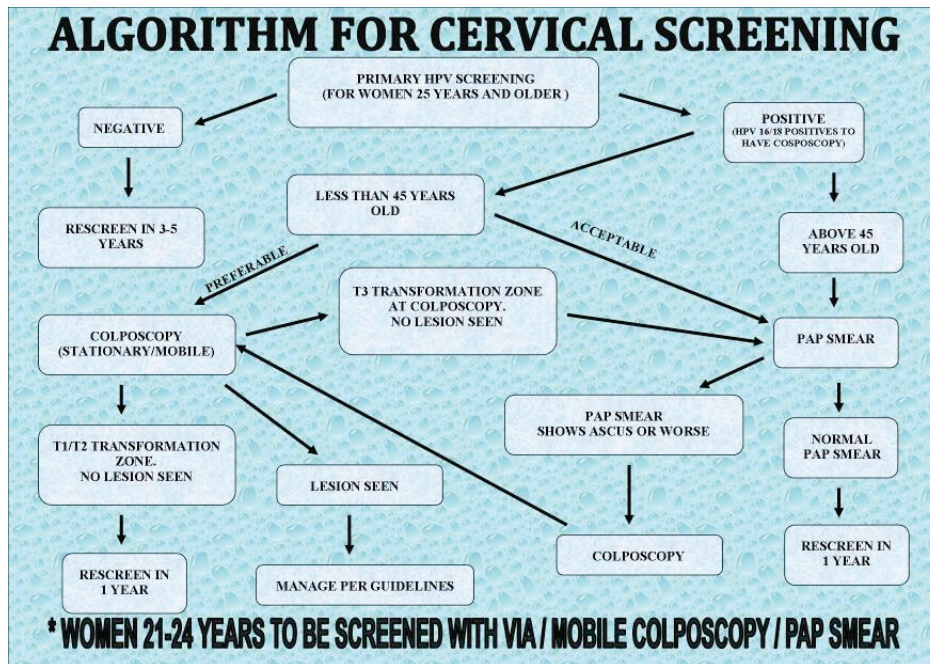 ALGORITHM FOR CERVICAL SCREENING
PRIMARY HPV SCREENING
(FOR WOMEN 25 YEARS AND OLDER )
NEGATIVE
POSITIVE
(HPV 16/18 POSITIVES TO
HAVE COSPOSCOPY)
RESCREEN IN 3-5
YEARS
LESS THAN 45 YEARS
OLD
ABOVE 45
YEARS OLD
PREFERABLE
ACCEPTABLE
COLPOSCOPY
(STATIONARY/MOBILE)
T3 TRANSFORMATION ZONE
AT COLPOSCOPY.
NO LESION SEEN
PAP SMEAR
T1/T2 TRANSFORMATION
ZONE.
NO LESION SEEN
LESION SEEN
PAP SMEAR
SHOWS ASCUS OR WORSE
NORMAL
PAP SMEAR
RESCREEN IN
1 YEAR
MANAGE PER GUIDELINES
COLPOSCOPY
RESCREEN IN
1 YEAR
* WOMEN 21-24 YEARS TO BE SCREENED WITH VIA / MOBILE COLPOSCOPY / PAP SMEAR